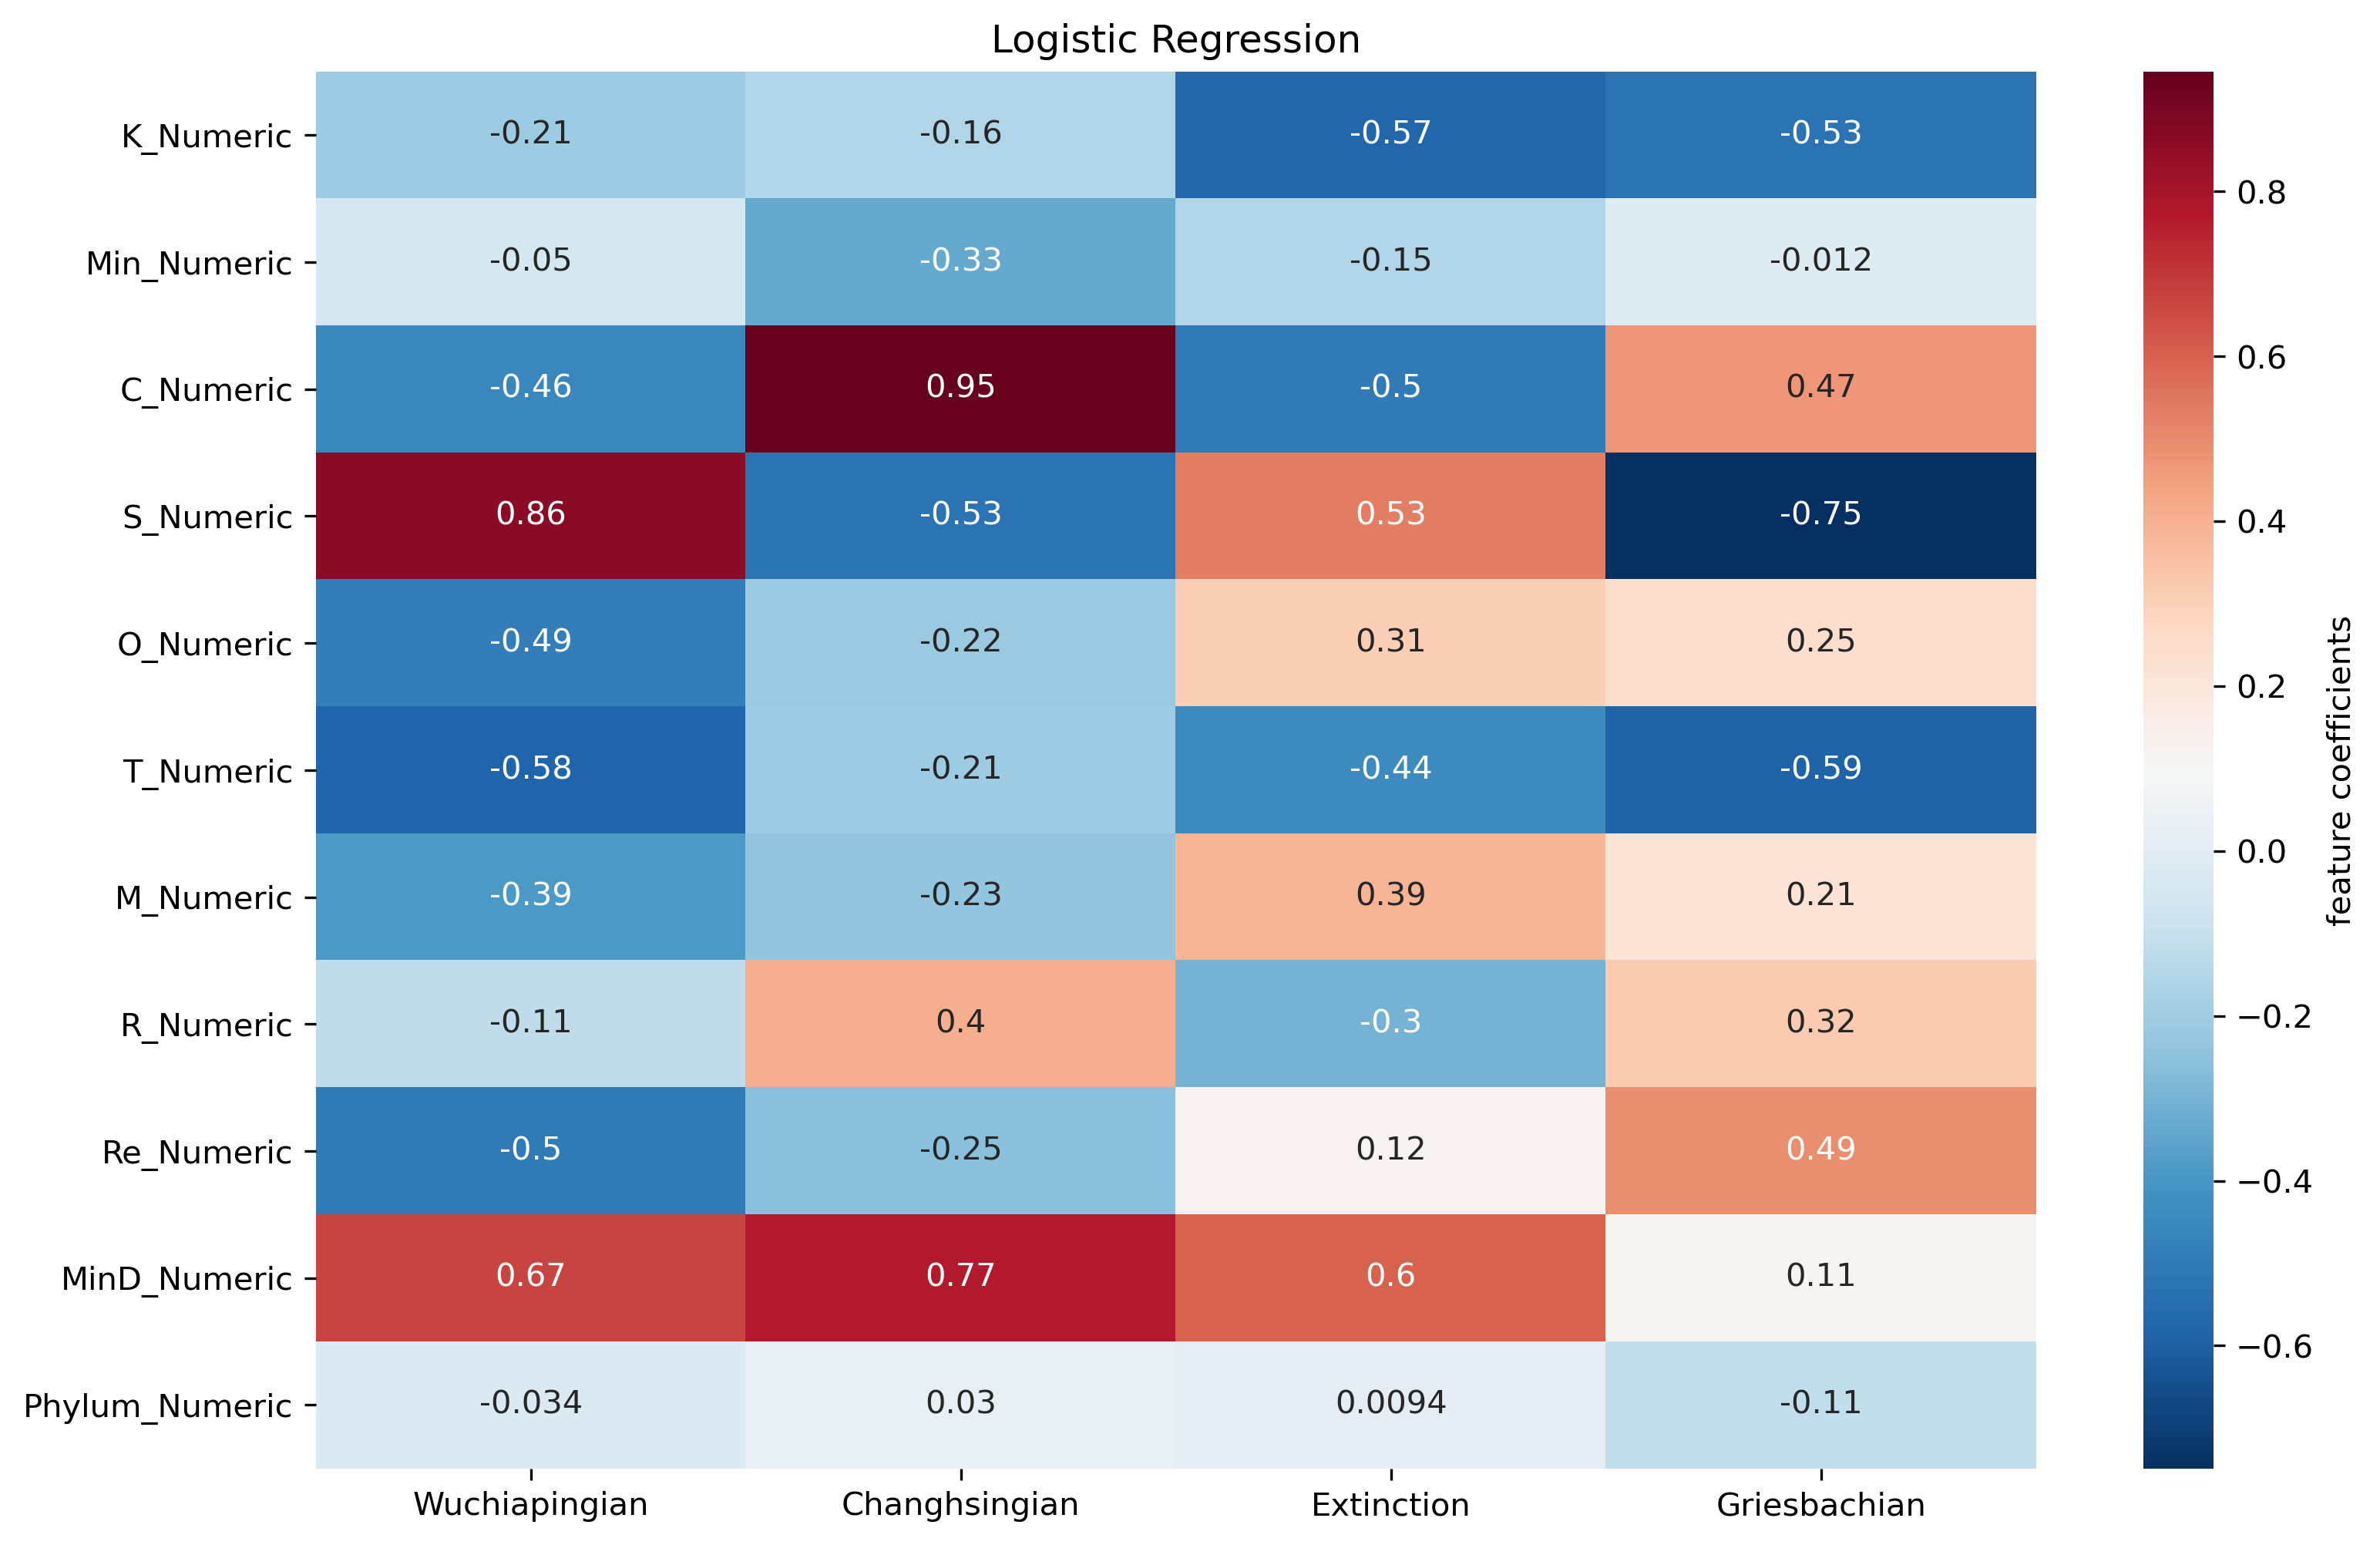 Logistic Regression
K_Numeric -0.21 -0.16 -0.57 -0.53
Min_Numeric -0.05 -0.33 -0.15 -0.012
C_Numeric -0.46 0.95 -0.5 0.47
S_Numeric 0.86 -0.53 0.53 -0.75
O_Numeric -0.49 -0.22 0.31 0.25
T_Numeric -0.58 -0.21 -0.44 -0.59
M_Numeric -0.39 -0.23 0.39 0.21
R_Numeric -0.11 0.4 -0.3 0.32
Re_Numeric -0.5 -0.25 0.12 0.49
MinD_Numeric 0.67 0.77 0.6 0.11
Phylum_Numeric -0.034 0.03 0.0094 -0.11
Wuchiapingian Changhsingian Extinction Griesbachian
0.8
0.6
0.4
0.2
0.0
−0.2
−0.4
−0.6
feature coefficients